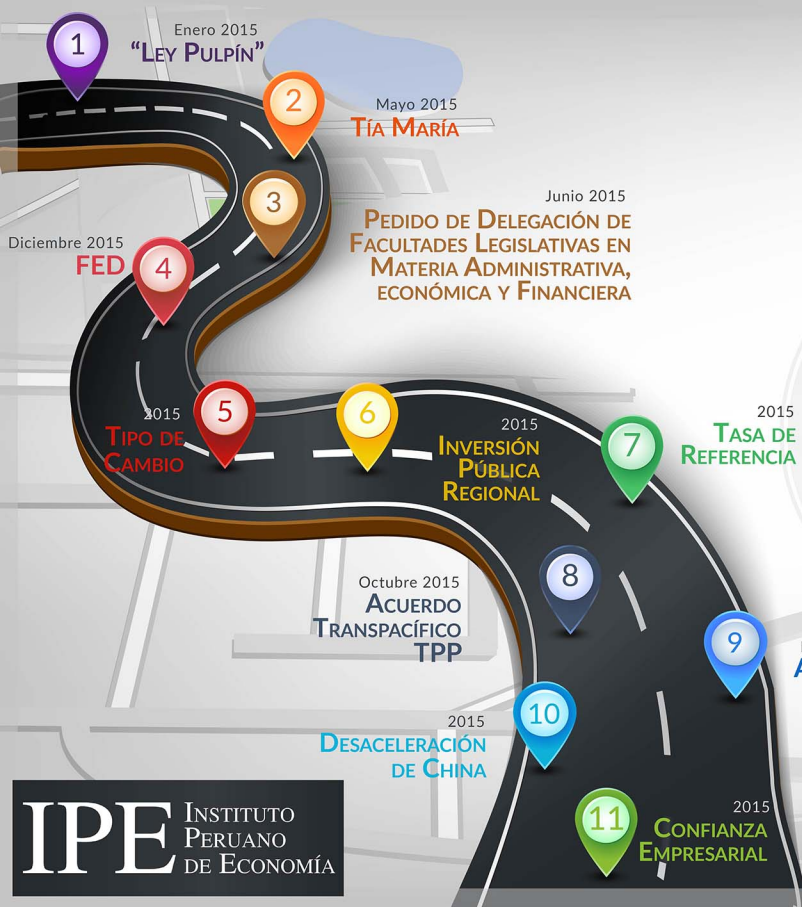 1
Enero 2015
“Ley Pulpín”
2
Mayo 2015
Tía María
3
Junio 2015
Pedido de Delegación de
Facultades Legislativas en
Materia Administrativa,
económica y Financiera
Diciembre 2015
FED
4
2015
Tipo de
Cambio
5
6
2015
Inversión
Pública
Regional
7
2015
Tasa de
Referencia
Octubre 2015
Acuerdo
Transpacífico
TPP
8
9
2015
Desaceleración
de China
10
11
2015
Confianza
Empresarial
IPE
Instituto
Peruano
de Economía